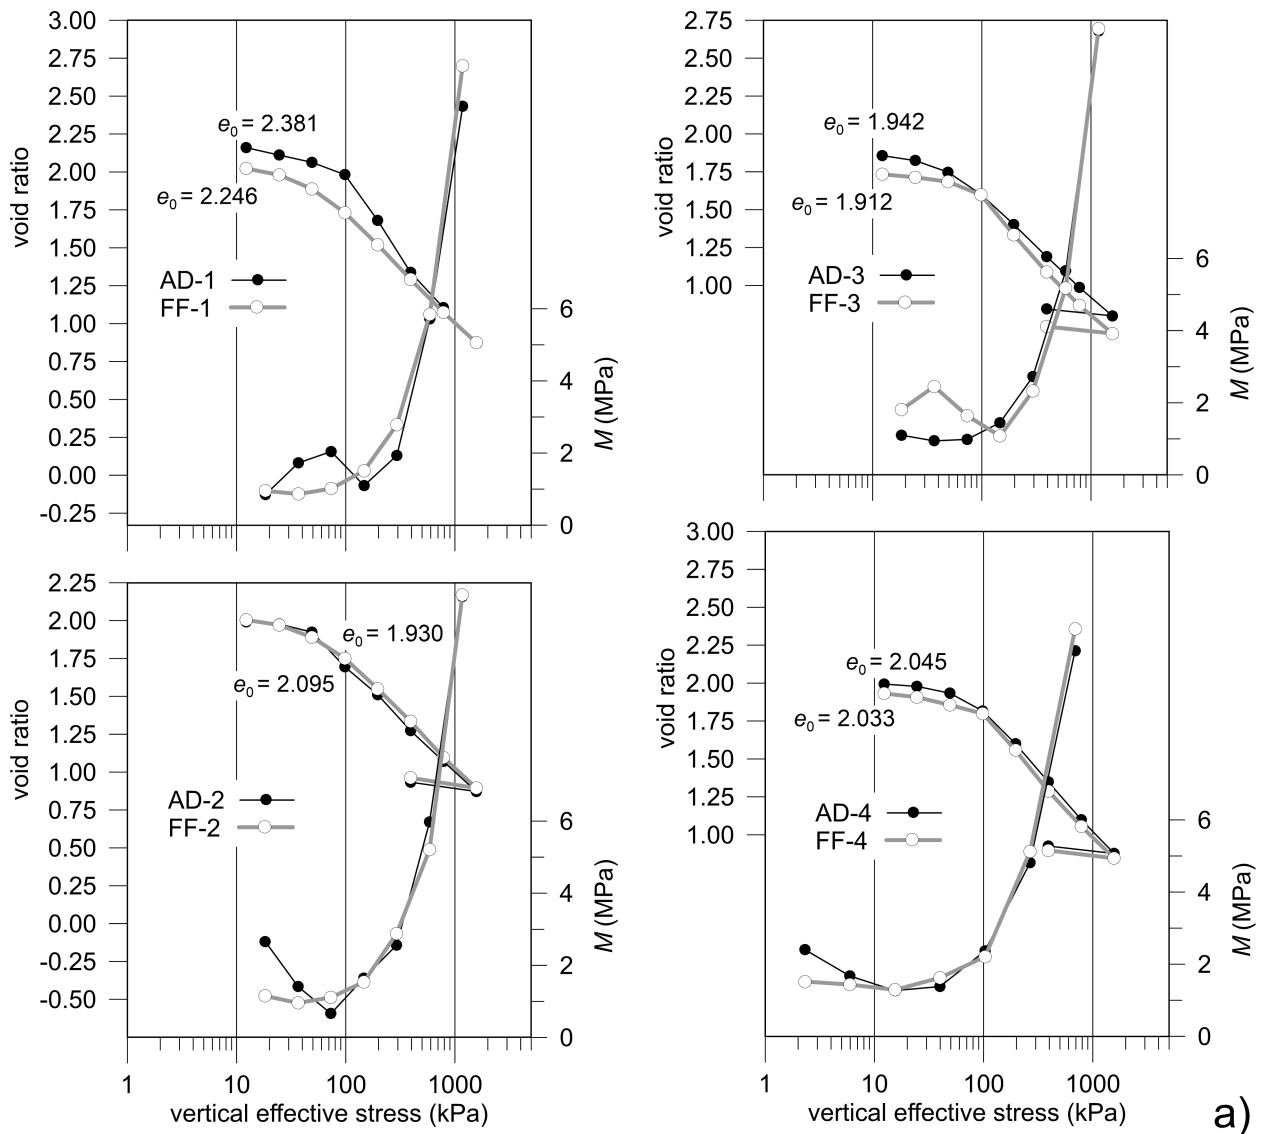 3.00
2.75
2.50
2.25
2.00
1.75
1.50
1.25
1.00
0.75
0.50
0.25
0.00
-0.25
void ratio
e0 = 2.381
e0 = 2.246
AD-1
FF-1
6
4
2
0
M (MPa)
2.75
2.50
2.25
2.00
1.75
1.50
1.25
1.00
void ratio
e0 = 1.942
e0 = 1.912
AD-3
FF-3
6
4
2
0
M (MPa)
2.25
2.00
1.75
1.50
1.25
1.00
0.75
0.50
0.25
0.00
-0.25
-0.50
void ratio
e0 = 1.930
e0 = 2.095
AD-2
FF-2
6
4
2
0
M (MPa)
1 10 100 1000
vertical effective stress (kPa)
3.00
2.75
2.50
2.25
2.00
1.75
1.50
1.25
1.00
void ratio
e0 = 2.045
e0 = 2.033
AD-4
FF-4
6
4
2
0
M (MPa)
1 10 100 1000
vertical effective stress (kPa)
a)